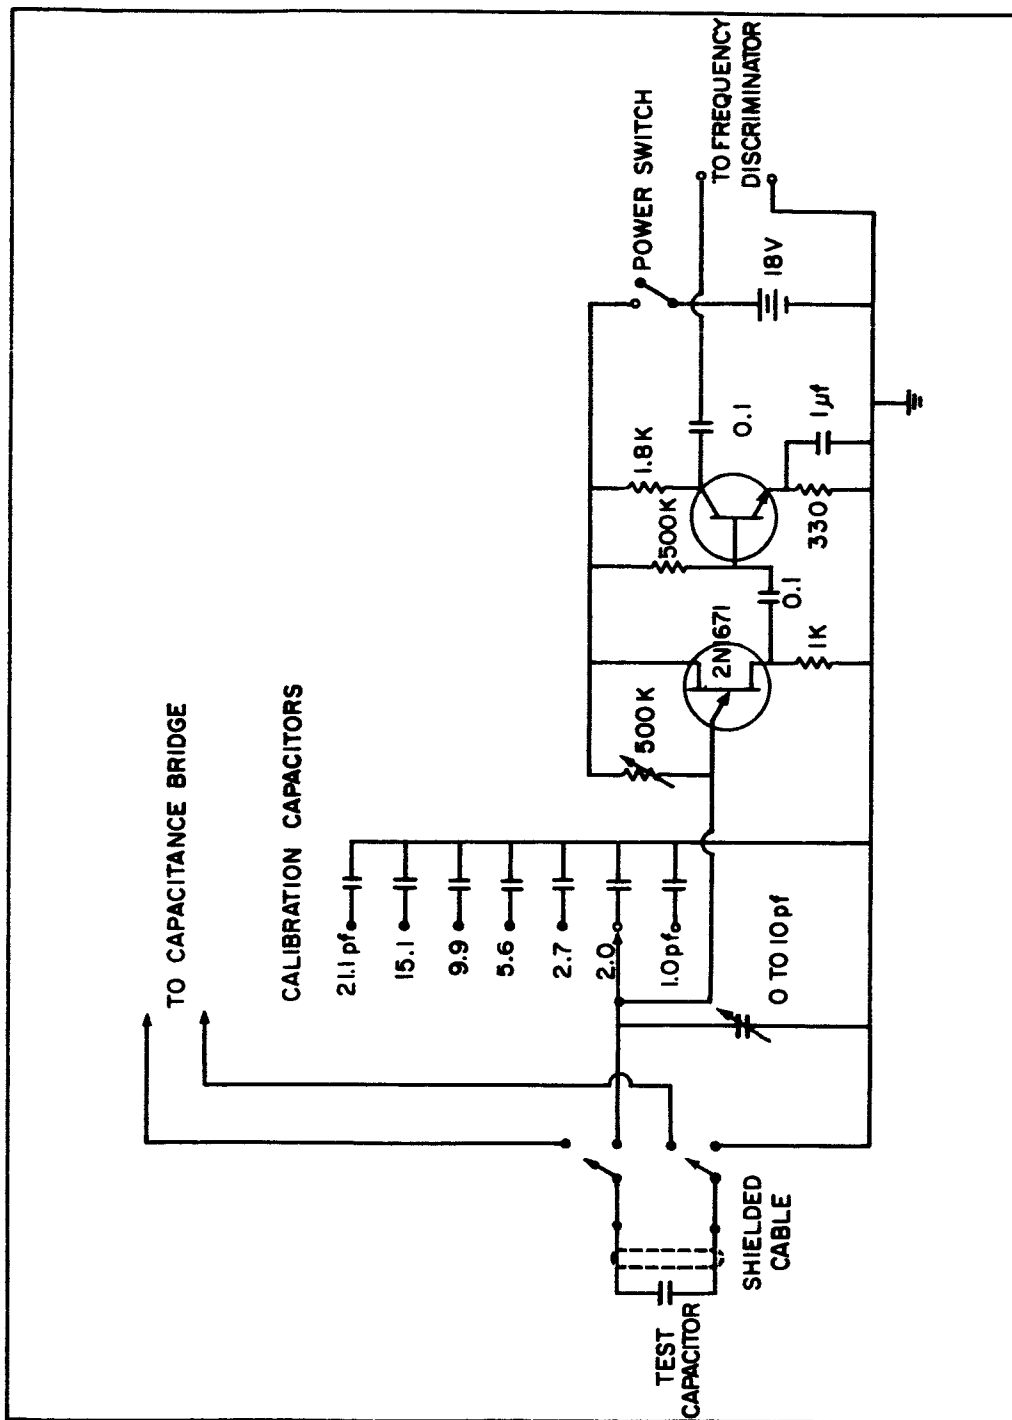 TO CAPACITANCE BRIDGE
CALIBRATION CAPACITORS
21.1 pf
15.1
9.9
5.6
2.7
2.0
1.0 pf
0 TO 10 pf
TEST
CAPACITOR
SHIELDED
CABLE
500K
2N1671
1K
0.1
500K
1.8K
330
0.1
1 µf
POWER SWITCH
18V
TO FREQUENCY
DISCRIMINATOR